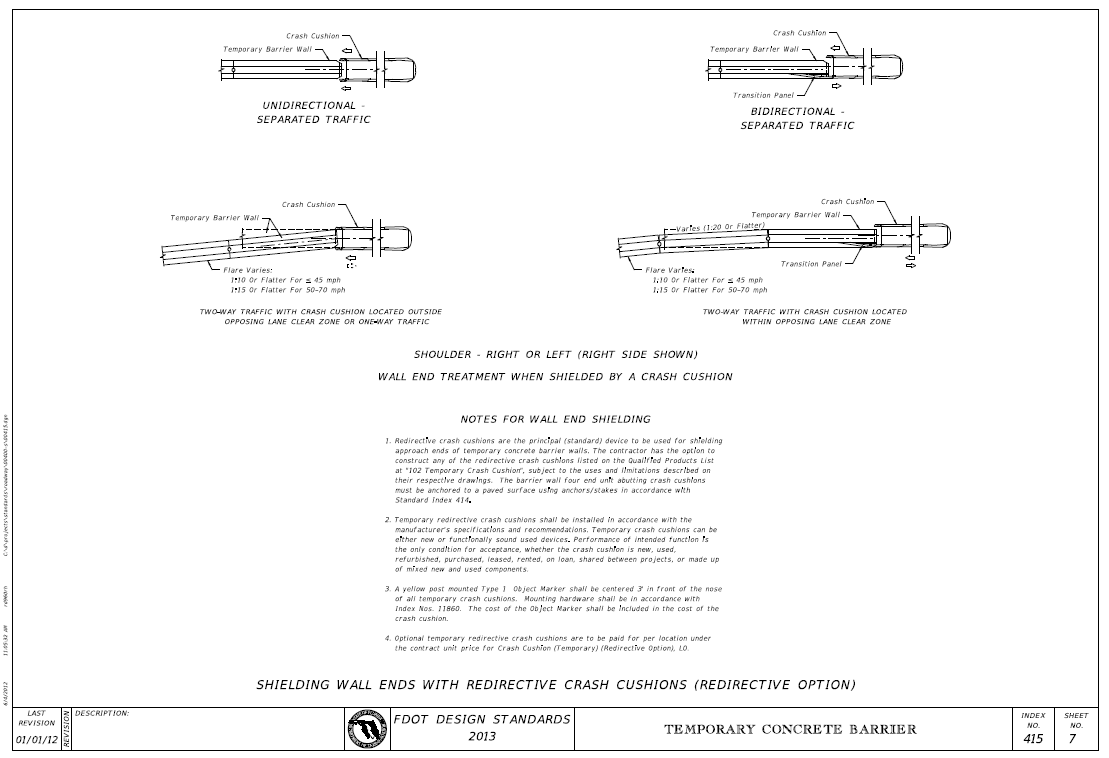 Crash Cushion
Temporary Barrier Wall
UNIDIRECTIONAL -
SEPARATED TRAFFIC
Crash Cushion
Temporary Barrier Wall
Transition Panel
BIDIRECTIONAL -
SEPARATED TRAFFIC
Crash Cushion
Temporary Barrier Wall
Flare Varies:
1:10 Or Flatter For ≤ 45 mph
1:15 Or Flatter For 50-70 mph
TWO-WAY TRAFFIC WITH CRASH CUSHION LOCATED OUTSIDE
OPPOSING LANE CLEAR ZONE OR ONE-WAY TRAFFIC
Crash Cushion
Temporary Barrier Wall
Varies (1:20 Or Flatter)
Transition Panel
Flare Varies:
1:10 Or Flatter For ≤ 45 mph
1:15 Or Flatter For 50-70 mph
TWO-WAY TRAFFIC WITH CRASH CUSHION LOCATED
WITHIN OPPOSING LANE CLEAR ZONE
SHOULDER - RIGHT OR LEFT (RIGHT SIDE SHOWN)
WALL END TREATMENT WHEN SHIELDED BY A CRASH CUSHION
NOTES FOR WALL END SHIELDING
1. Redirective crash cushions are the principal (standard) device to be used for shielding
approach ends of temporary concrete barrier walls. The contractor has the option to
construct any of the redirective crash cushions listed on the Qualified Products List
at "102 Temporary Crash Cushion", subject to the uses and limitations described on
their respective drawings. The barrier wall four end unit abutting crash cushions
must be anchored to a paved surface using anchors/stakes in accordance with
Standard Index 414.
2. Temporary redirective crash cushions shall be installed in accordance with the
manufacturer's specifications and recommendations. Temporary crash cushions can be
either new or functionally sound used devices. Performance of intended function is
the only condition for acceptance, whether the crash cushion is new, used,
refurbished, purchased, leased, rented, on loan, shared between projects, or made up
of mixed new and used components.
3. A yellow post mounted Type 1 Object Marker shall be centered 3' in front of the nose
of all temporary crash cushions. Mounting hardware shall be in accordance with
Index Nos. 11860. The cost of the Object Marker shall be included in the cost of the
crash cushion.
4. Optional temporary redirective crash cushions are to be paid for per location under
the contract unit price for Crash Cushion (Temporary) (Redirective Option), LO.
SHIELDING WALL ENDS WITH REDIRECTIVE CRASH CUSHIONS (REDIRECTIVE OPTION)
LAST
REVISION
01/01/12
REVISION
DESCRIPTION:
FDOT DESIGN STANDARDS
2013
TEMPORARY CONCRETE BARRIER
INDEX
NO.
415
SHEET
NO.
7
6/4/2012
11:05:32 AM